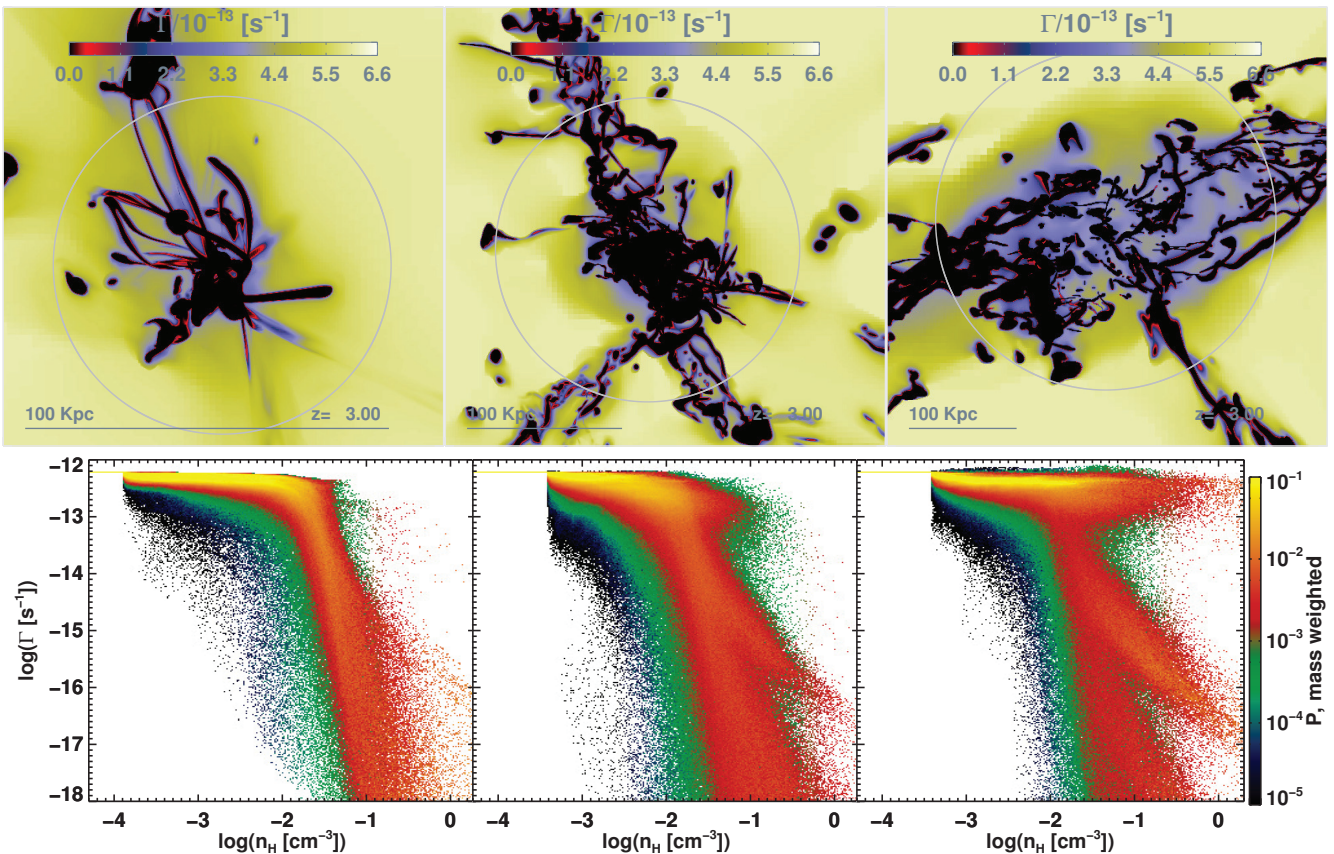 Γ/10⁻¹³ [s⁻¹] Γ/10⁻¹³ [s⁻¹] Γ/10⁻¹³ [s⁻¹]
0.0 1.1 2.2 3.3 4.4 5.5 6.6 0.0 1.1 2.2 3.3 4.4 5.5 6.6 0.0 1.1 2.2 3.3 4.4 5.5 6.6
100 Kpc z= 3.00 100 Kpc z= 3.00 100 Kpc z= 3.00
−12
−13
−14
−15
−16
−17
−18
log(Γ [s⁻¹])
10⁻¹
10⁻²
10⁻³
10⁻⁴
10⁻⁵
P, mass weighted
−4 −3 −2 −1 0 −4 −3 −2 −1 0 −4 −3 −2 −1 0
log(n_H [cm⁻³]) log(n_H [cm⁻³]) log(n_H [cm⁻³])